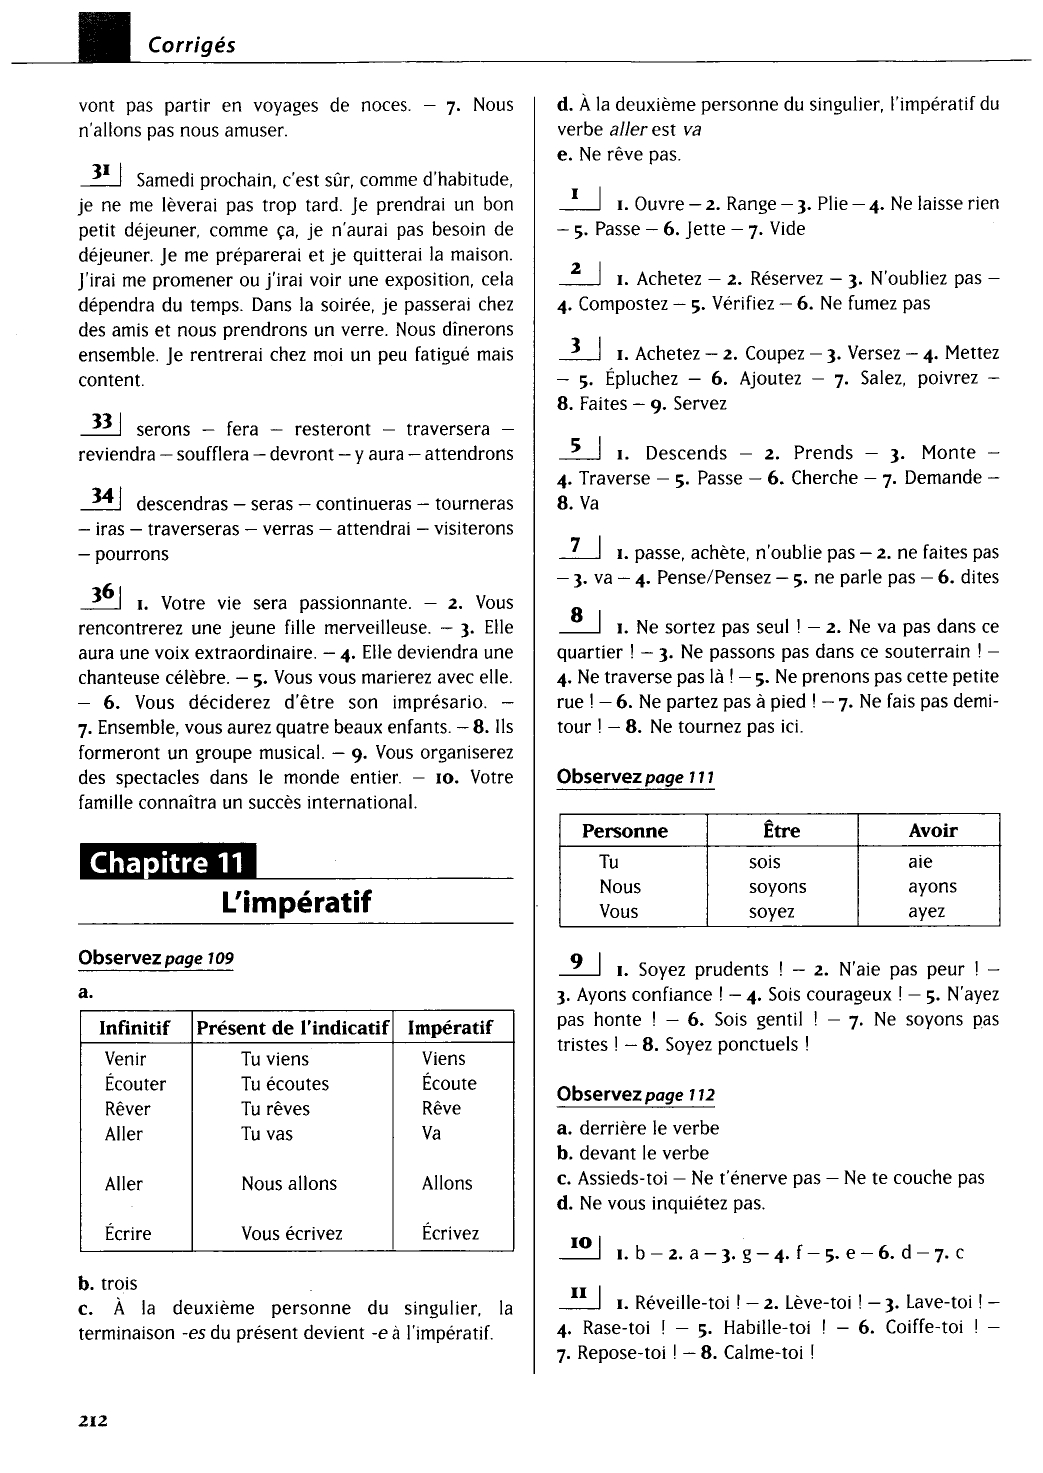 Corrigés
vont pas partir en voyages de noces. – 7. Nous
n'allons pas nous amuser.
31 Samedi prochain, c'est sûr, comme d'habitude,
je ne me lèverai pas trop tard. Je prendrai un bon
petit déjeuner, comme ça, je n'aurai pas besoin de
déjeuner. Je me préparerai et je quitterai la maison.
J'irai me promener ou j'irai voir une exposition, cela
dépendra du temps. Dans la soirée, je passerai chez
des amis et nous prendrons un verre. Nous dînerons
ensemble. Je rentrerai chez moi un peu fatigué mais
content.
33 serons – fera – resteront – traversera –
reviendra – soufflera – devront – y aura – attendrons
34 descendras – seras – continueras – tourneras
– iras – traverseras – verras – attendrai – visiterons
– pourrons
36 1. Votre vie sera passionnante. – 2. Vous
rencontrerez une jeune fille merveilleuse. – 3. Elle
aura une voix extraordinaire. – 4. Elle deviendra une
chanteuse célèbre. – 5. Vous vous marierez avec elle.
– 6. Vous déciderez d'être son imprésario. –
7. Ensemble, vous aurez quatre beaux enfants. – 8. Ils
formeront un groupe musical. – 9. Vous organiserez
des spectacles dans le monde entier. – 10. Votre
famille connaîtra un succès international.
Chapitre 11
L'impératif
Observez page 109
a.
Infinitif Présent de l'indicatif Impératif
Venir Tu viens Viens
Écouter Tu écoutes Écoute
Rêver Tu rêves Rêve
Aller Tu vas Va
Aller Nous allons Allons
Écrire Vous écrivez Écrivez
b. trois
c. À la deuxième personne du singulier, la
terminaison -es du présent devient -e à l'impératif.
d. À la deuxième personne du singulier, l'impératif du
verbe aller est va
e. Ne rêve pas.
1 1. Ouvre – 2. Range – 3. Plie – 4. Ne laisse rien
– 5. Passe – 6. Jette – 7. Vide
2 1. Achetez – 2. Réservez – 3. N'oubliez pas –
4. Compostez – 5. Vérifiez – 6. Ne fumez pas
3 1. Achetez – 2. Coupez – 3. Versez – 4. Mettez
– 5. Épluchez – 6. Ajoutez – 7. Salez, poivrez –
8. Faites – 9. Servez
5 1. Descends – 2. Prends – 3. Monte –
4. Traverse – 5. Passe – 6. Cherche – 7. Demande –
8. Va
7 1. passe, achète, n'oublie pas – 2. ne faites pas
– 3. va – 4. Pense/Pensez – 5. ne parle pas – 6. dites
8 1. Ne sortez pas seul ! – 2. Ne va pas dans ce
quartier ! – 3. Ne passons pas dans ce souterrain ! –
4. Ne traverse pas là ! – 5. Ne prenons pas cette petite
rue ! – 6. Ne partez pas à pied ! – 7. Ne fais pas demi-
tour ! – 8. Ne tournez pas ici.
Observez page 111
Personne Être Avoir
Tu sois aie
Nous soyons ayons
Vous soyez ayez
9 1. Soyez prudents ! – 2. N'aie pas peur ! –
3. Ayons confiance ! – 4. Sois courageux ! – 5. N'ayez
pas honte ! – 6. Sois gentil ! – 7. Ne soyons pas
tristes ! – 8. Soyez ponctuels !
Observez page 112
a. derrière le verbe
b. devant le verbe
c. Assieds-toi – Ne t'énerve pas – Ne te couche pas
d. Ne vous inquiétez pas.
10 1. b – 2. a – 3. g – 4. f – 5. e – 6. d – 7. c
11 1. Réveille-toi ! – 2. Lève-toi ! – 3. Lave-toi ! –
4. Rase-toi ! – 5. Habille-toi ! – 6. Coiffe-toi ! –
7. Repose-toi ! – 8. Calme-toi !
212